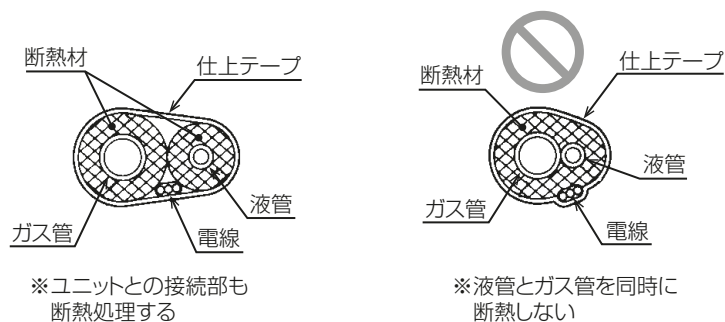 断熱材
仕上テープ
ガス管
電線
液管
※ユニットとの接続部も
断熱処理する
断熱材
仕上テープ
液管
ガス管
電線
※液管とガス管を同時に
断熱しない